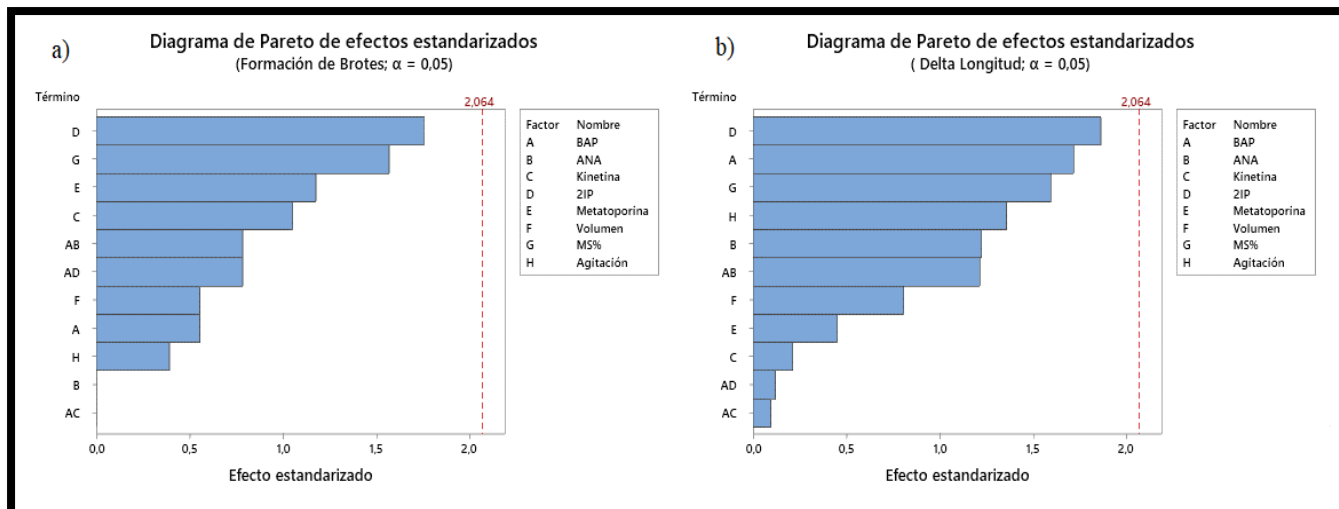 a)
Diagrama de Pareto de efectos estandarizados
(Formación de Brotes; α = 0,05)
Término
2,064
D
G
E
C
AB
AD
F
A
H
B
AC
0,0 0,5 1,0 1,5 2,0
Efecto estandarizado
Factor Nombre
A BAP
B ANA
C Kinetina
D 2IP
E Metatoporina
F Volumen
G MS%
H Agitación
b)
Diagrama de Pareto de efectos estandarizados
( Delta Longitud; α = 0,05)
Término
2,064
D
A
G
H
B
AB
F
E
C
AD
AC
0,0 0,5 1,0 1,5 2,0
Efecto estandarizado
Factor Nombre
A BAP
B ANA
C Kinetina
D 2IP
E Metatoporina
F Volumen
G MS%
H Agitación